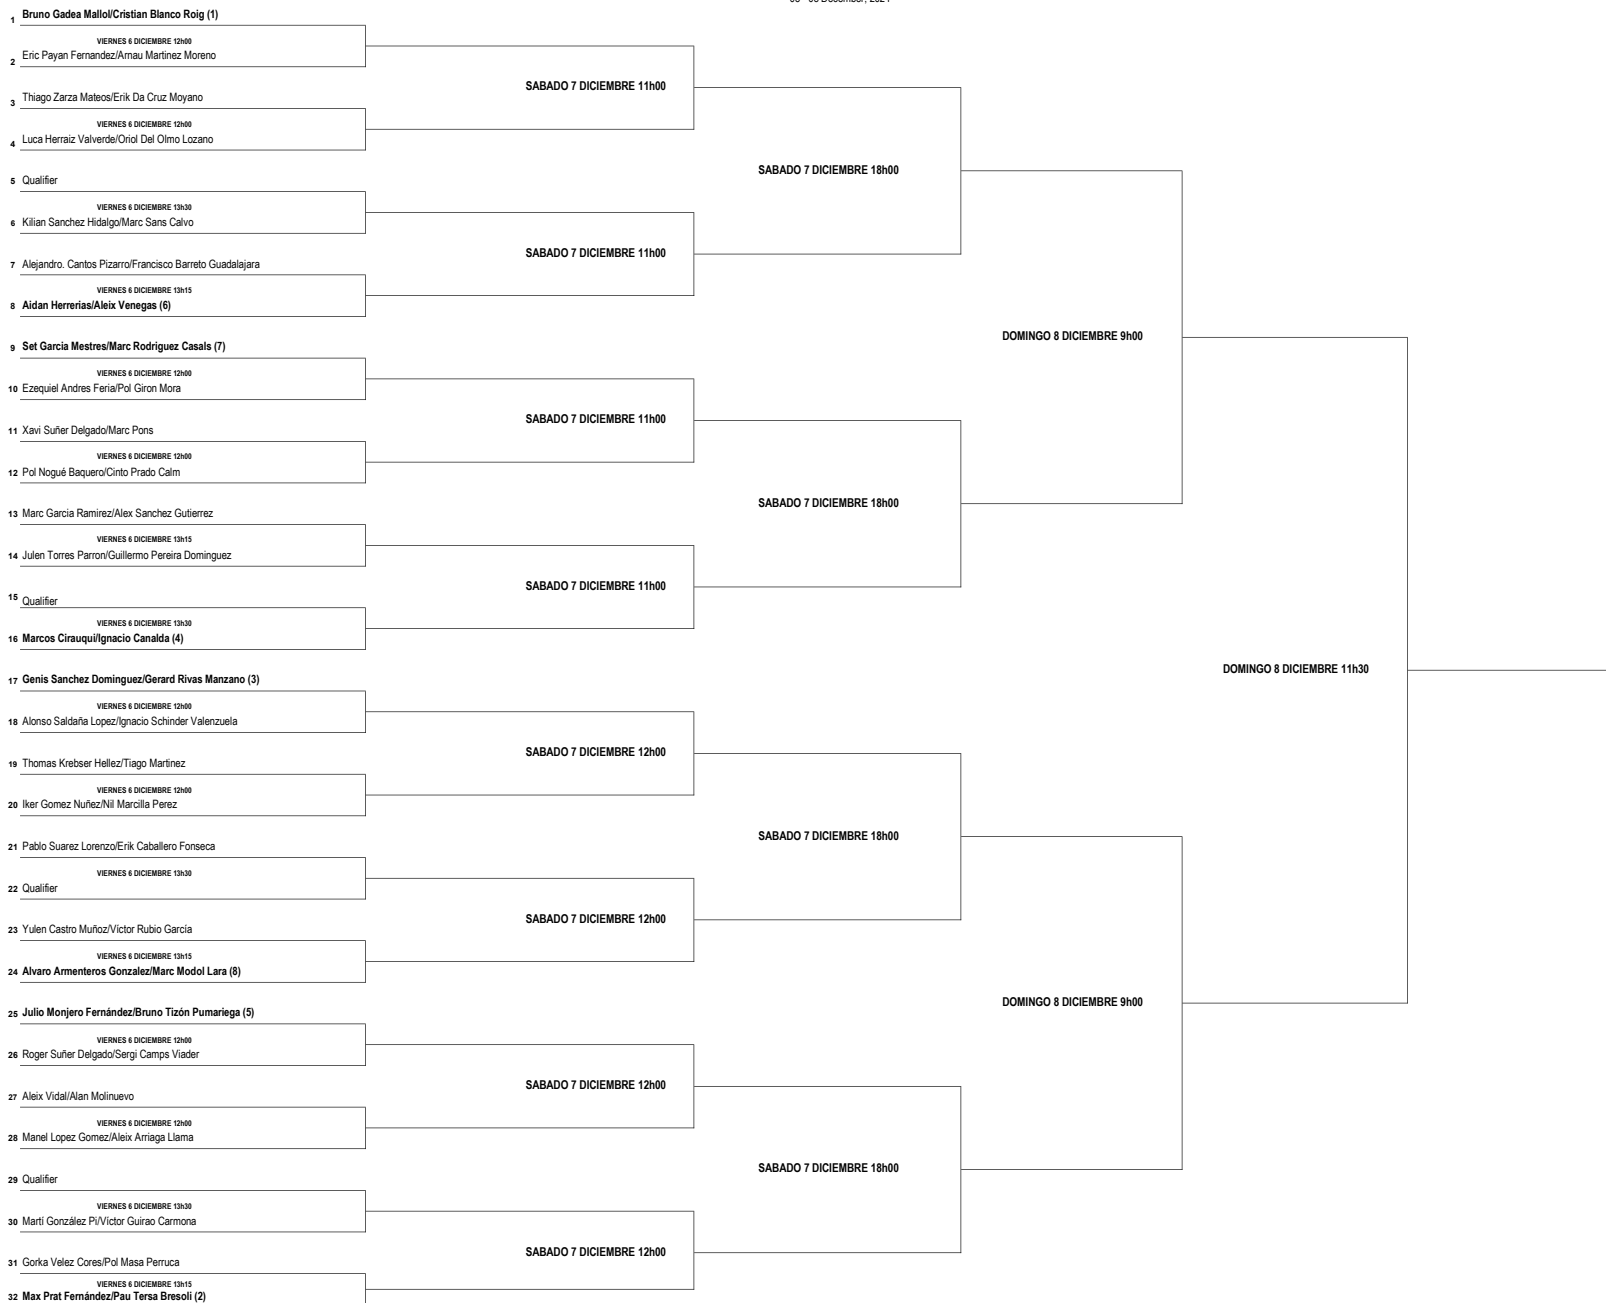 1 Bruno Gadea Mallol/Cristian Blanco Roig (1)
VIERNES 6 DICIEMBRE 12h00
2 Eric Payan Fernandez/Arnau Martinez Moreno
SABADO 7 DICIEMBRE 11h00
3 Thiago Zarza Mateos/Erik Da Cruz Moyano
VIERNES 6 DICIEMBRE 12h00
4 Luca Herraiz Valverde/Oriol Del Olmo Lozano
SABADO 7 DICIEMBRE 18h00
5 Qualifier
VIERNES 6 DICIEMBRE 13h30
6 Kilian Sanchez Hidalgo/Marc Sans Calvo
SABADO 7 DICIEMBRE 11h00
7 Alejandro. Cantos Pizarro/Francisco Barreto Guadalajara
VIERNES 6 DICIEMBRE 13h15
8 Aidan Herrerias/Aleix Venegas (6)
DOMINGO 8 DICIEMBRE 9h00
9 Set Garcia Mestres/Marc Rodriguez Casals (7)
VIERNES 6 DICIEMBRE 12h00
10 Ezequiel Andres Feria/Pol Giron Mora
SABADO 7 DICIEMBRE 11h00
11 Xavi Suñer Delgado/Marc Pons
VIERNES 6 DICIEMBRE 12h00
12 Pol Nogué Baquero/Cinto Prado Calm
SABADO 7 DICIEMBRE 18h00
13 Marc Garcia Ramirez/Alex Sanchez Gutierrez
VIERNES 6 DICIEMBRE 13h15
14 Julen Torres Parron/Guillermo Pereira Dominguez
SABADO 7 DICIEMBRE 11h00
15 Qualifier
VIERNES 6 DICIEMBRE 13h30
16 Marcos Cirauqui/Ignacio Canalda (4)
DOMINGO 8 DICIEMBRE 11h30
17 Genis Sanchez Dominguez/Gerard Rivas Manzano (3)
VIERNES 6 DICIEMBRE 12h00
18 Alonso Saldaña Lopez/Ignacio Schinder Valenzuela
SABADO 7 DICIEMBRE 12h00
19 Thomas Krebser Hellez/Tiago Martinez
VIERNES 6 DICIEMBRE 12h00
20 Iker Gomez Nuñez/Nil Marcilla Perez
SABADO 7 DICIEMBRE 18h00
21 Pablo Suarez Lorenzo/Erik Caballero Fonseca
VIERNES 6 DICIEMBRE 13h30
22 Qualifier
SABADO 7 DICIEMBRE 12h00
23 Yulen Castro Muñoz/Víctor Rubio García
VIERNES 6 DICIEMBRE 13h15
24 Alvaro Armenteros Gonzalez/Marc Modol Lara (8)
DOMINGO 8 DICIEMBRE 9h00
25 Julio Monjero Fernández/Bruno Tizón Pumariega (5)
VIERNES 6 DICIEMBRE 12h00
26 Roger Suñer Delgado/Sergi Camps Viader
SABADO 7 DICIEMBRE 12h00
27 Aleix Vidal/Alan Molinuevo
VIERNES 6 DICIEMBRE 12h00
28 Manel Lopez Gomez/Aleix Arriaga Llama
SABADO 7 DICIEMBRE 18h00
29 Qualifier
VIERNES 6 DICIEMBRE 13h30
30 Martí González Pi/Víctor Guirao Carmona
SABADO 7 DICIEMBRE 12h00
31 Gorka Velez Cores/Pol Masa Perruca
VIERNES 6 DICIEMBRE 13h15
32 Max Prat Fernández/Pau Tersa Bresoli (2)